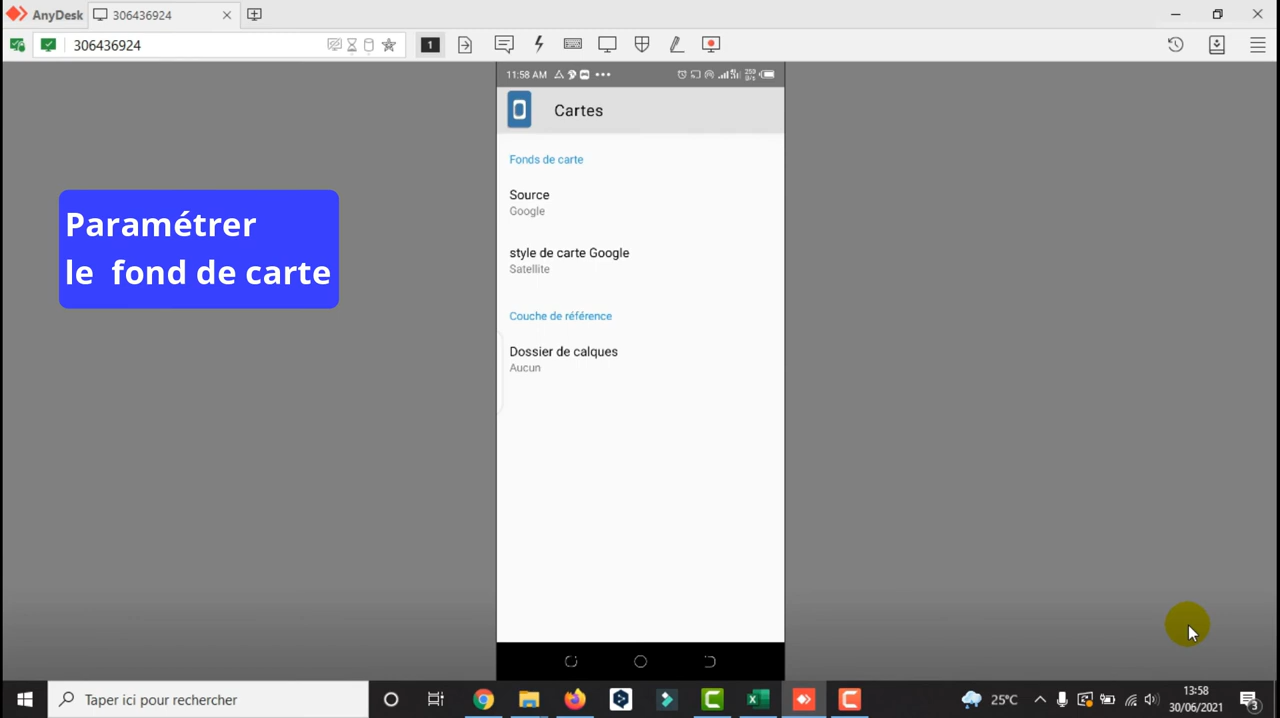 AnyDesk
306436924
306436924
1
11:58 AM
259 B/s
Cartes
Fonds de carte
Source
Google
style de carte Google
Satellite
Couche de référence
Dossier de calques
Aucun
Paramétrer
le fond de carte
Taper ici pour rechercher
25°C
13:58
30/06/2021
3